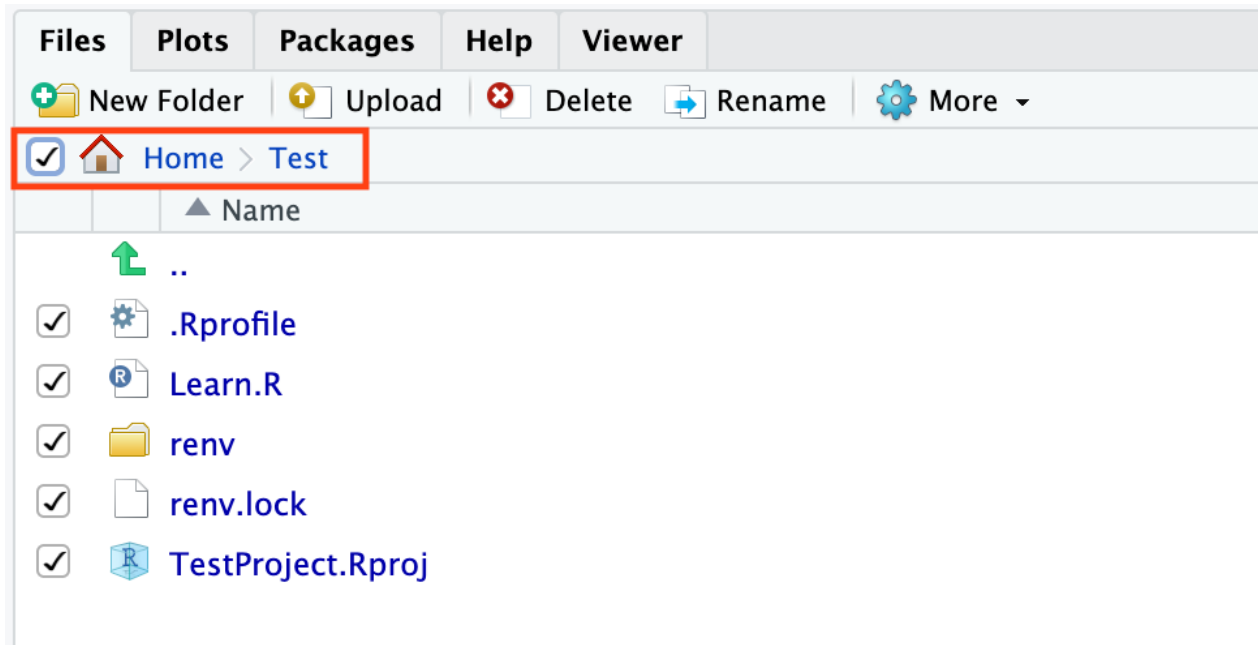 Files Plots Packages Help Viewer
New Folder Upload Delete Rename More
Home > Test
Name
..
.Rprofile
R Learn.R
renv
renv.lock
R TestProject.Rproj